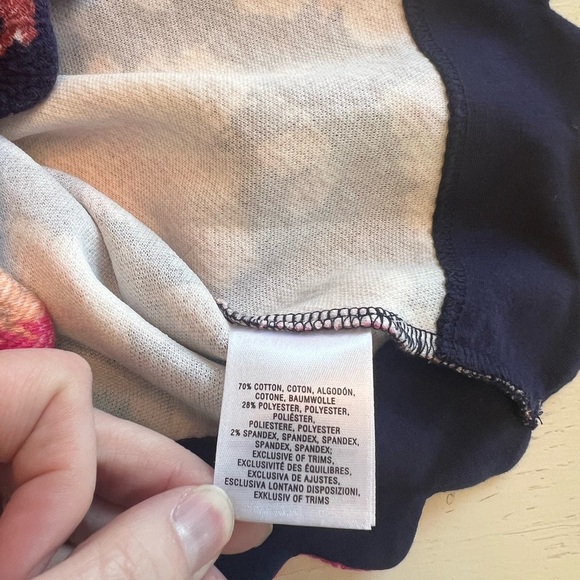 70% COTTON, COTON, ALGODÓN,
COTONE, BAUMWOLLE
28% POLYESTER, POLYESTER,
POLIÉSTER,
POLIESTERE, POLYESTER
2% SPANDEX, SPANDEX, SPANDEX,
SPANDEX, SPANDEX;
EXCLUSIVE OF TRIMS,
EXCLUSIVITÉ DES ÉQUILIBRES,
EXCLUSIVA DE AJUSTES,
ESCLUSIVA LONTANO DISPOSIZIONI,
EXKLUSIV OF TRIMS